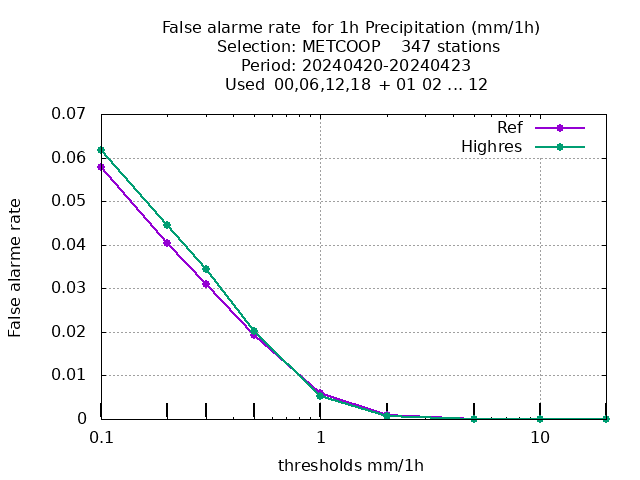 False alarme rate  for 1h Precipitation (mm/1h)
Selection: METCOOP    347 stations
Period: 20240420-20240423
Used  00,06,12,18 + 01 02 ... 12
Ref
Highres
0.07
0.06
0.05
0.04
0.03
0.02
0.01
0
False alarme rate
0.1 1 10
thresholds mm/1h